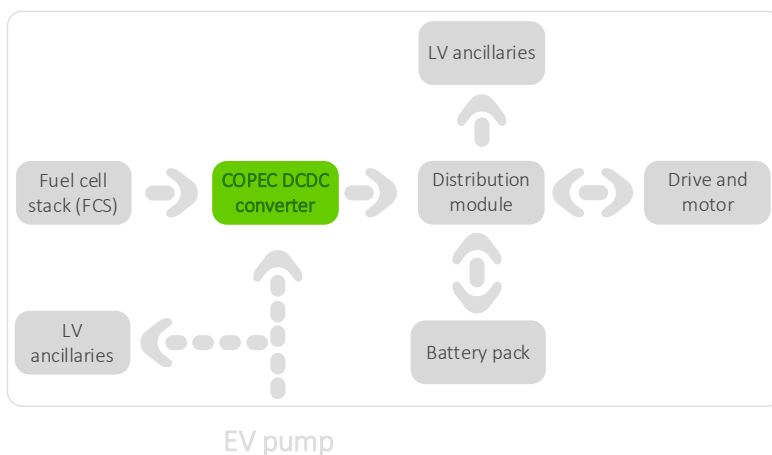 LV ancillaries
Fuel cell
stack (FCS)
COPEC DCDC
converter
Distribution
module
Drive and
motor
LV
ancillaries
Battery pack
EV pump